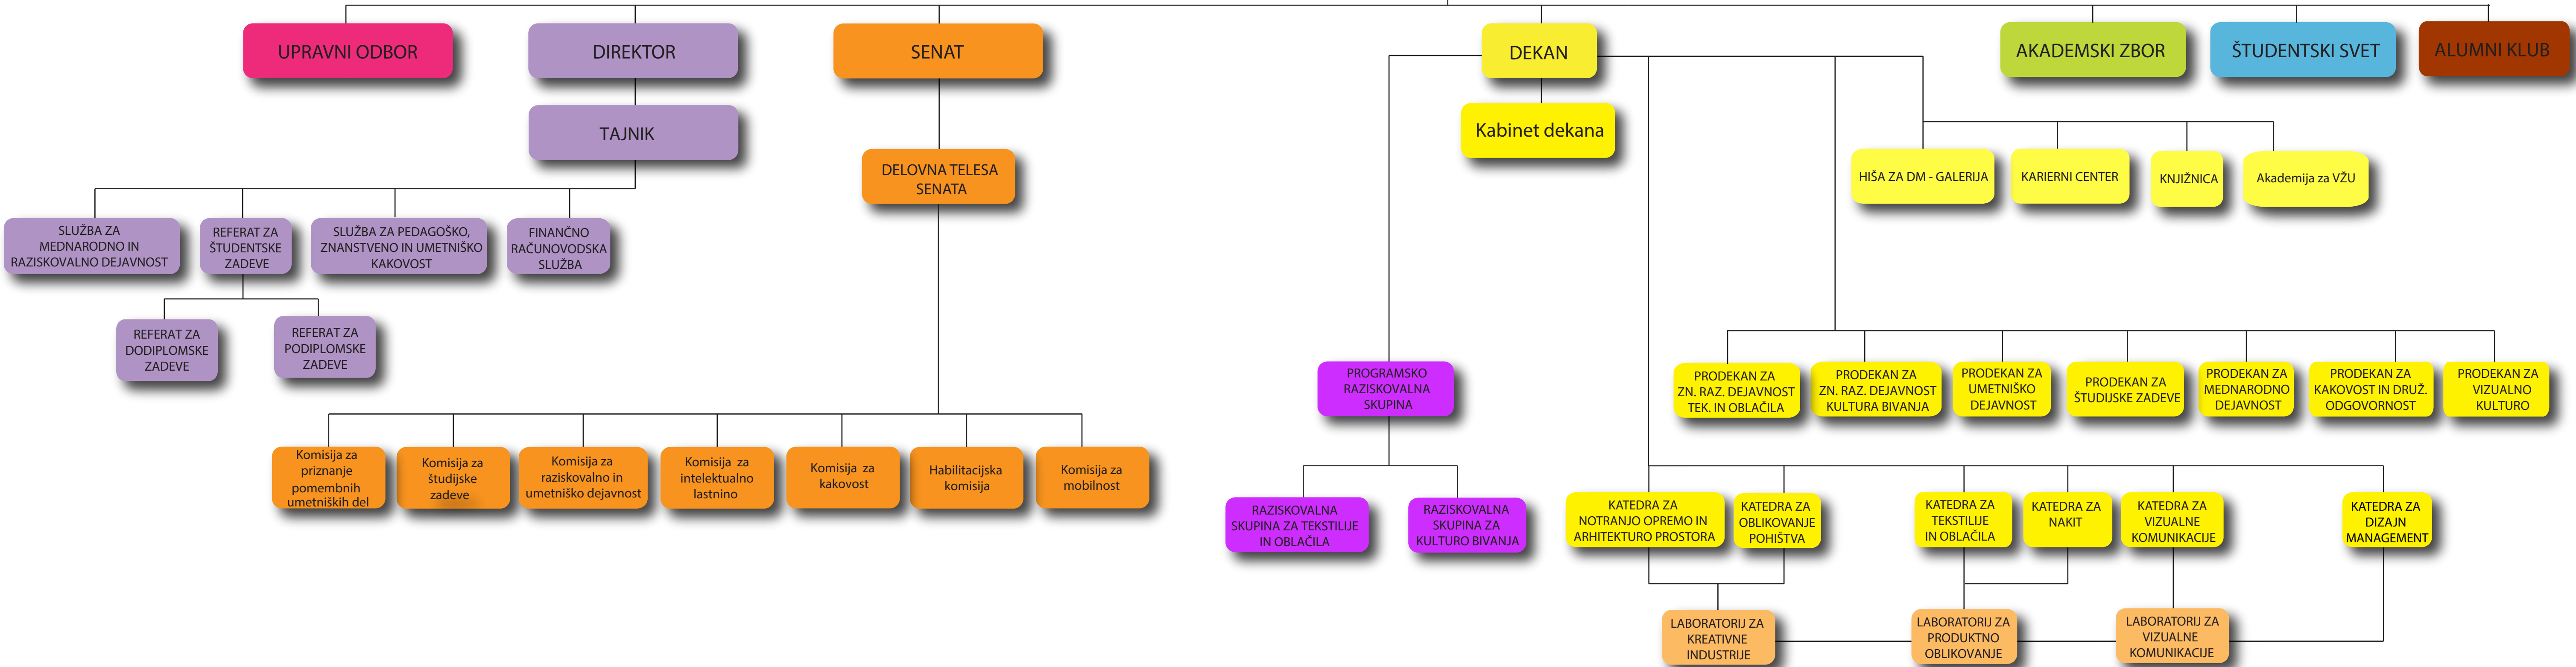 UPRAVNI ODBOR
DIREKTOR
SENAT
DEKAN
AKADEMSKI ZBOR
ŠTUDENTSKI SVET
ALUMNI KLUB
TAJNIK
Kabinet dekana
DELOVNA TELESA
SENATA
HIŠA ZA DM - GALERIJA
KARIERNI CENTER
KNJIŽNICA
Akademija za VŽU
SLUŽBA ZA
MEDNARODNO IN
RAZISKOVALNO DEJAVNOST
REFERAT ZA
ŠTUDENTSKE
ZADEVE
SLUŽBA ZA PEDAGOŠKO,
ZNANSTVENO IN UMETNIŠKO
KAKOVOST
FINANČNO
RAČUNOVODSKA
SLUŽBA
REFERAT ZA
DODIPLOMSKE
ZADEVE
REFERAT ZA
PODIPLOMSKE
ZADEVE
PROGRAMSKO
RAZISKOVALNA
SKUPINA
PRODEKAN ZA
ZN. RAZ. DEJAVNOST
TEK. IN OBLAČILA
PRODEKAN ZA
ZN. RAZ. DEJAVNOST
KULTURA BIVANJA
PRODEKAN ZA
UMETNIŠKO
DEJAVNOST
PRODEKAN ZA
ŠTUDIJSKE ZADEVE
PRODEKAN ZA
MEDNARODNO
DEJAVNOST
PRODEKAN ZA
KAKOVOST IN DRUŽ.
ODGOVORNOST
PRODEKAN ZA
VIZUALNO
KULTURO
Komisija za
priznanje
pomembnih
umetniških del
Komisija za
študijske
zadeve
Komisija za
raziskovalno in
umetniško dejavnost
Komisija za
intelektualno
lastnino
Komisija za
kakovost
Habilitacijska
komisija
Komisija za
mobilnost
RAZISKOVALNA
SKUPINA ZA TEKSTILIJE
IN OBLAČILA
RAZISKOVALNA
SKUPINA ZA
KULTURO BIVANJA
KATEDRA ZA
NOTRANJO OPREMO IN
ARHITEKTURO PROSTORA
KATEDRA ZA
OBLIKOVANJE
POHIŠTVA
KATEDRA ZA
TEKSTILIJE
IN OBLAČILA
KATEDRA ZA
NAKIT
KATEDRA ZA
VIZUALNE
KOMUNIKACIJE
KATEDRA ZA
DIZAJN
MANAGEMENT
LABORATORIJ ZA
KREATIVNE
INDUSTRIJE
LABORATORIJ ZA
PRODUKTNO
OBLIKOVANJE
LABORATORIJ ZA
VIZUALNE
KOMUNIKACIJE